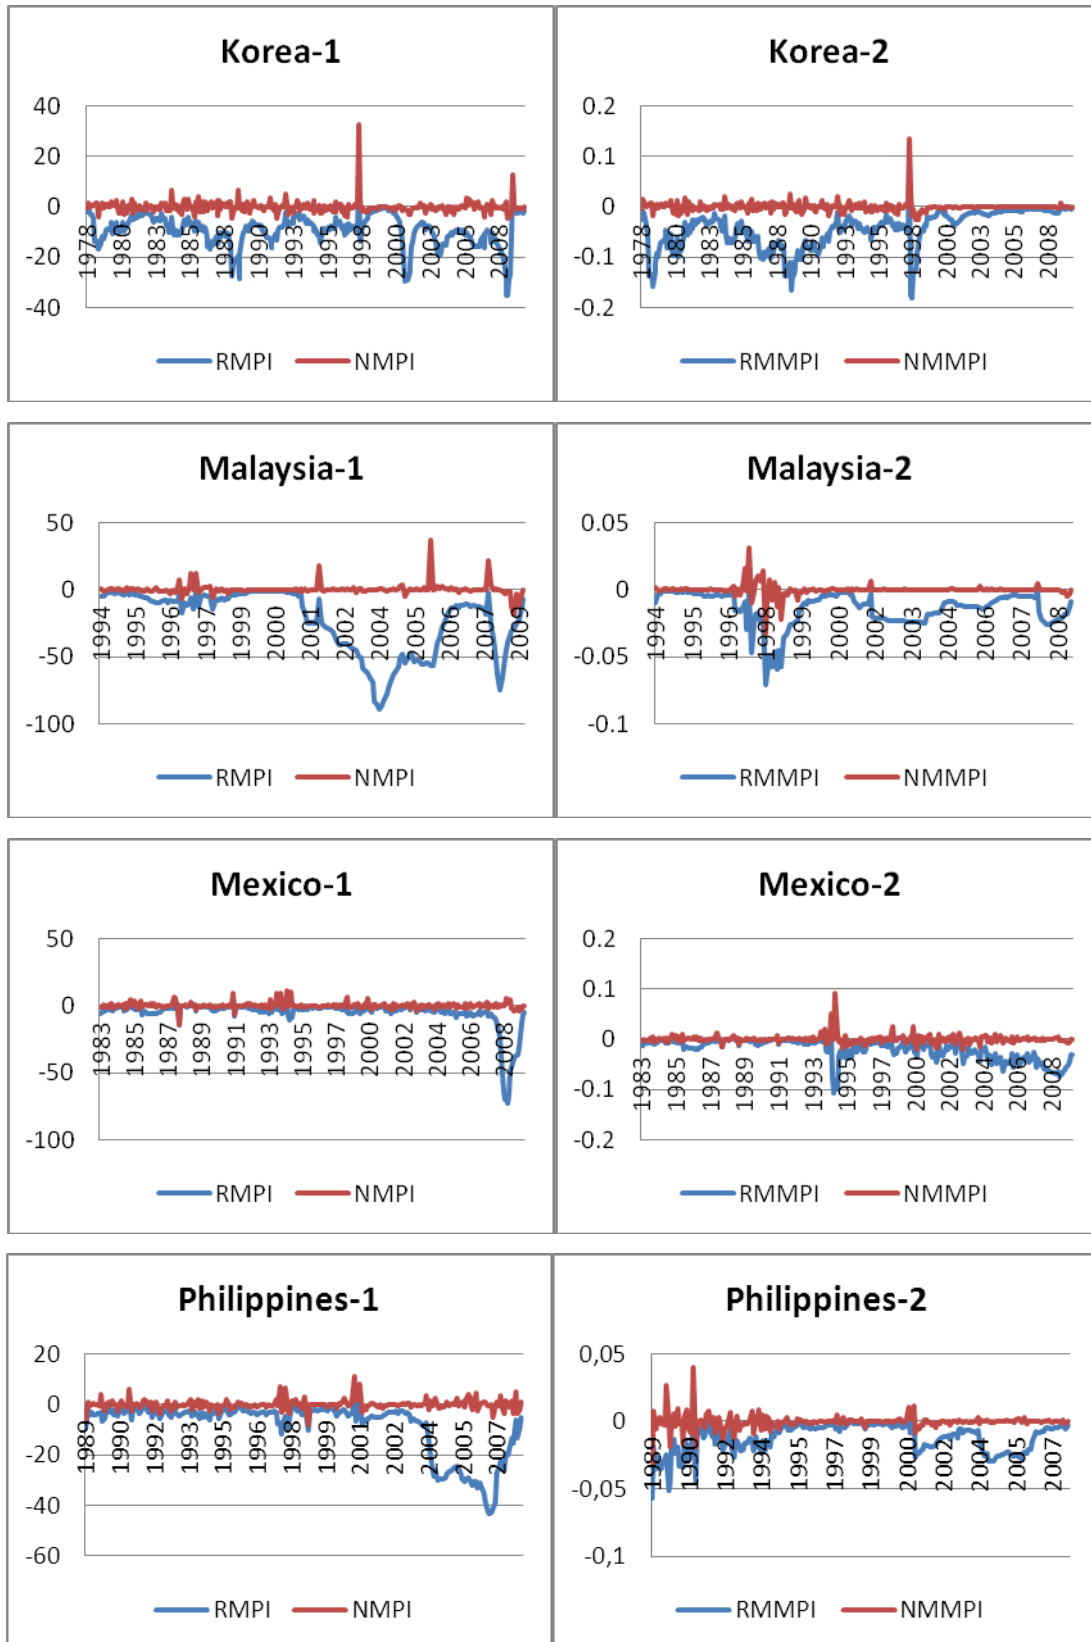 Korea-1
40
20
0
-20
-40
1978 1980 1983 1985 1988 1990 1993 1995 1998 2000 2003 2005 2008
RMPI NMPI
Korea-2
0.2
0.1
0
-0.1
-0.2
1978 1980 1983 1985 1988 1990 1993 1995 1998 2000 2003 2005 2008
RMMPI NMMPI
Malaysia-1
50
0
-50
-100
1994 1995 1996 1997 1999 2000 2001 2002 2004 2005 2006 2007 2009
RMPI NMPI
Malaysia-2
0.05
0
-0.05
-0.1
1994 1995 1996 1998 1999 2000 2002 2003 2004 2006 2007 2008
RMMPI NMMPI
Mexico-1
50
0
-50
-100
1983 1985 1987 1989 1991 1993 1995 1997 2000 2002 2004 2006 2008
RMPI NMPI
Mexico-2
0.2
0.1
0
-0.1
-0.2
1983 1985 1987 1989 1991 1993 1995 1997 2000 2002 2004 2006 2008
RMMPI NMMPI
Philippines-1
20
0
-20
-40
-60
1989 1990 1992 1993 1995 1996 1998 1999 2001 2002 2004 2005 2007
RMPI NMPI
Philippines-2
0,05
0
-0,05
-0,1
1989 1990 1992 1994 1995 1997 1999 2000 2002 2004 2005 2007
RMMPI NMMPI